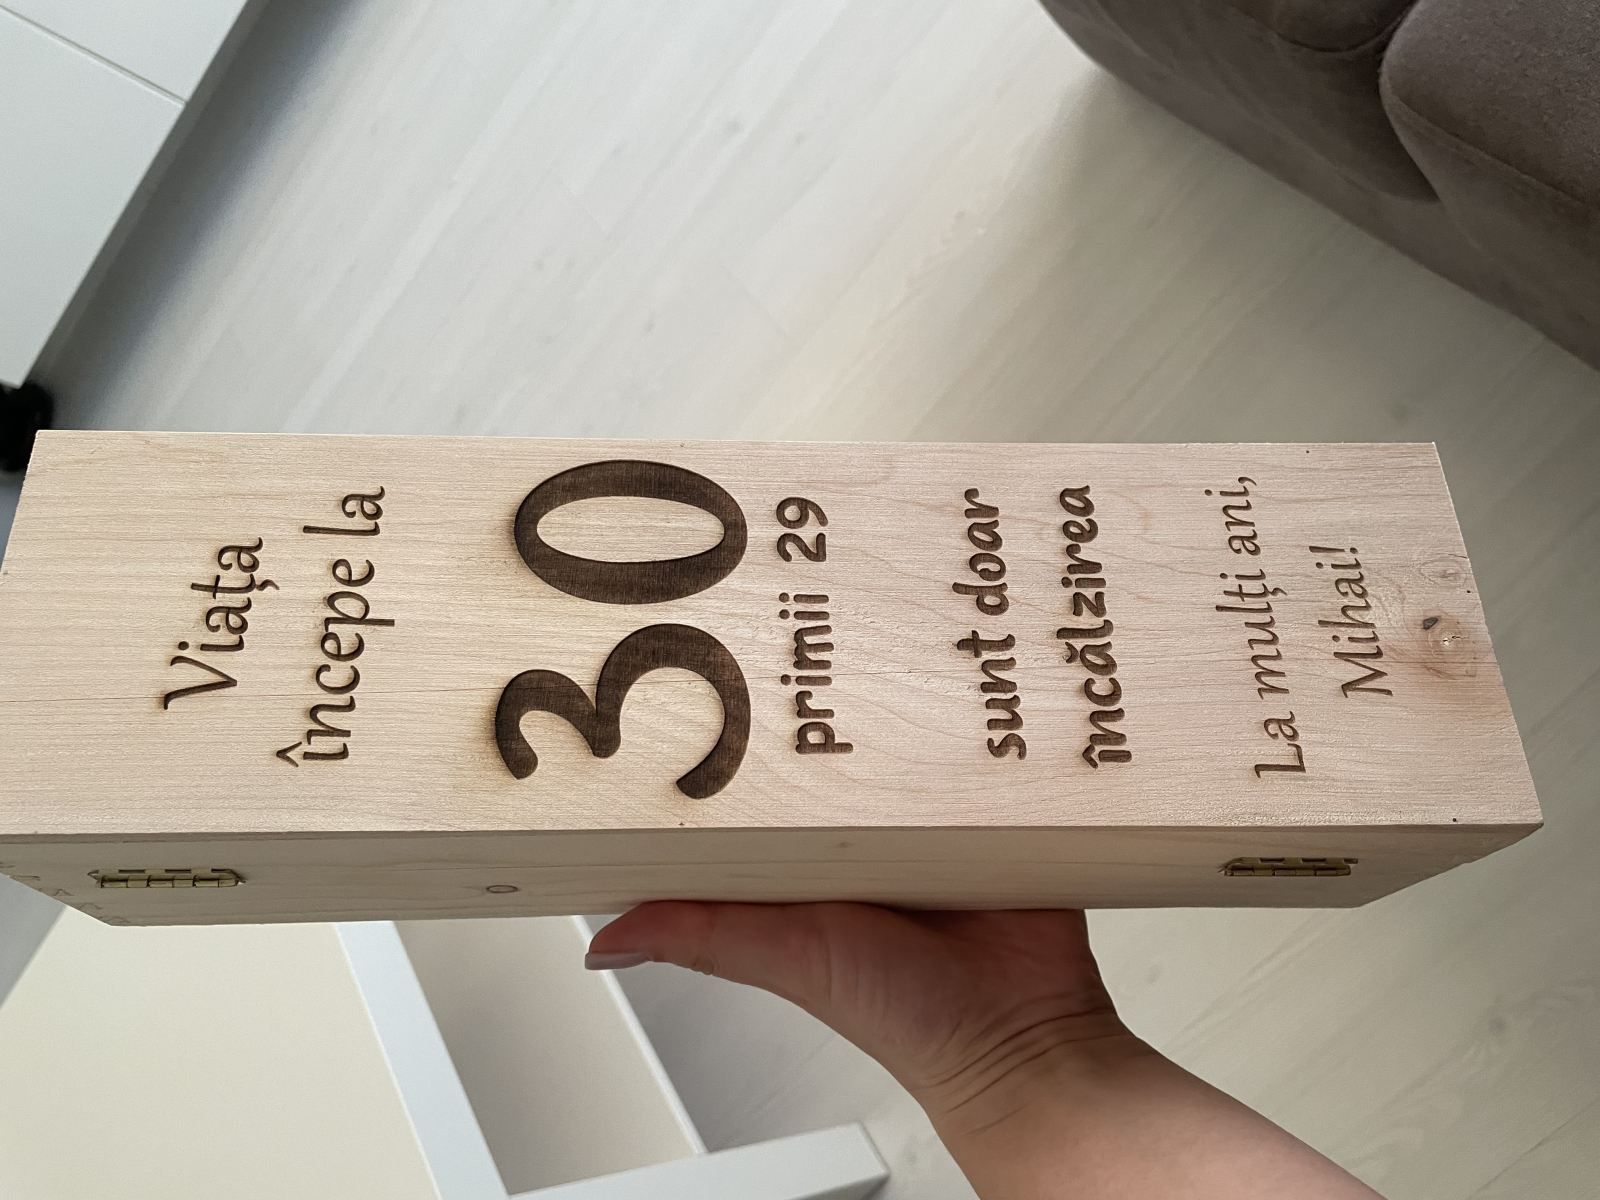 Viața
începe la
30
primii 29
sunt doar
încălzirea
La mulți ani,
Mihai!